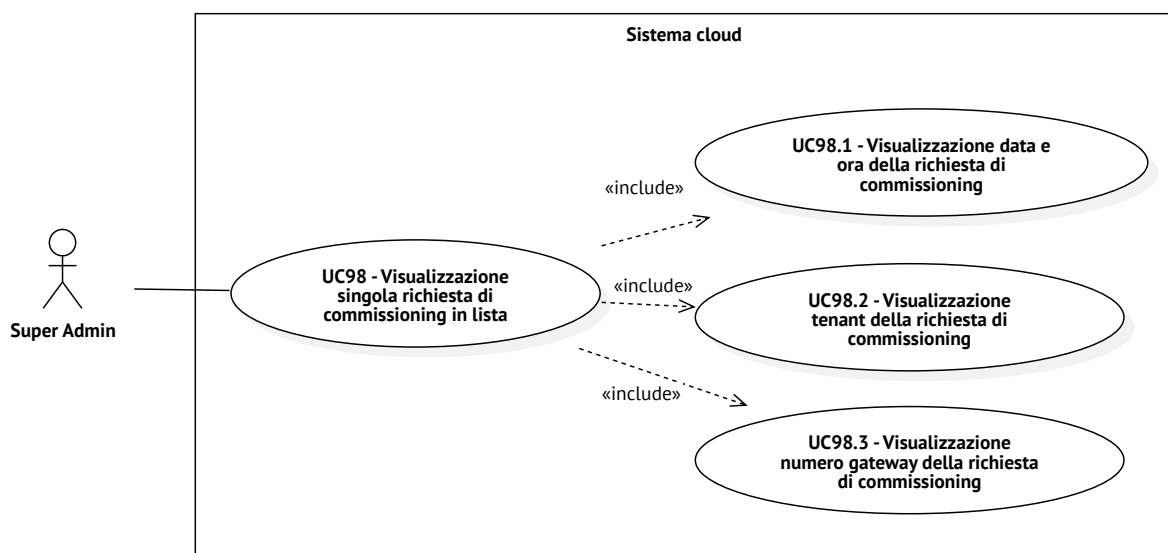 Sistema cloud
UC98.1 - Visualizzazione data e
ora della richiesta di
commissioning
«include»
UC98 - Visualizzazione
singola richiesta di
commissioning in lista
«include»
UC98.2 - Visualizzazione
tenant della richiesta di
commissioning
Super Admin
«include»
UC98.3 - Visualizzazione
numero gateway della richiesta
di commissioning